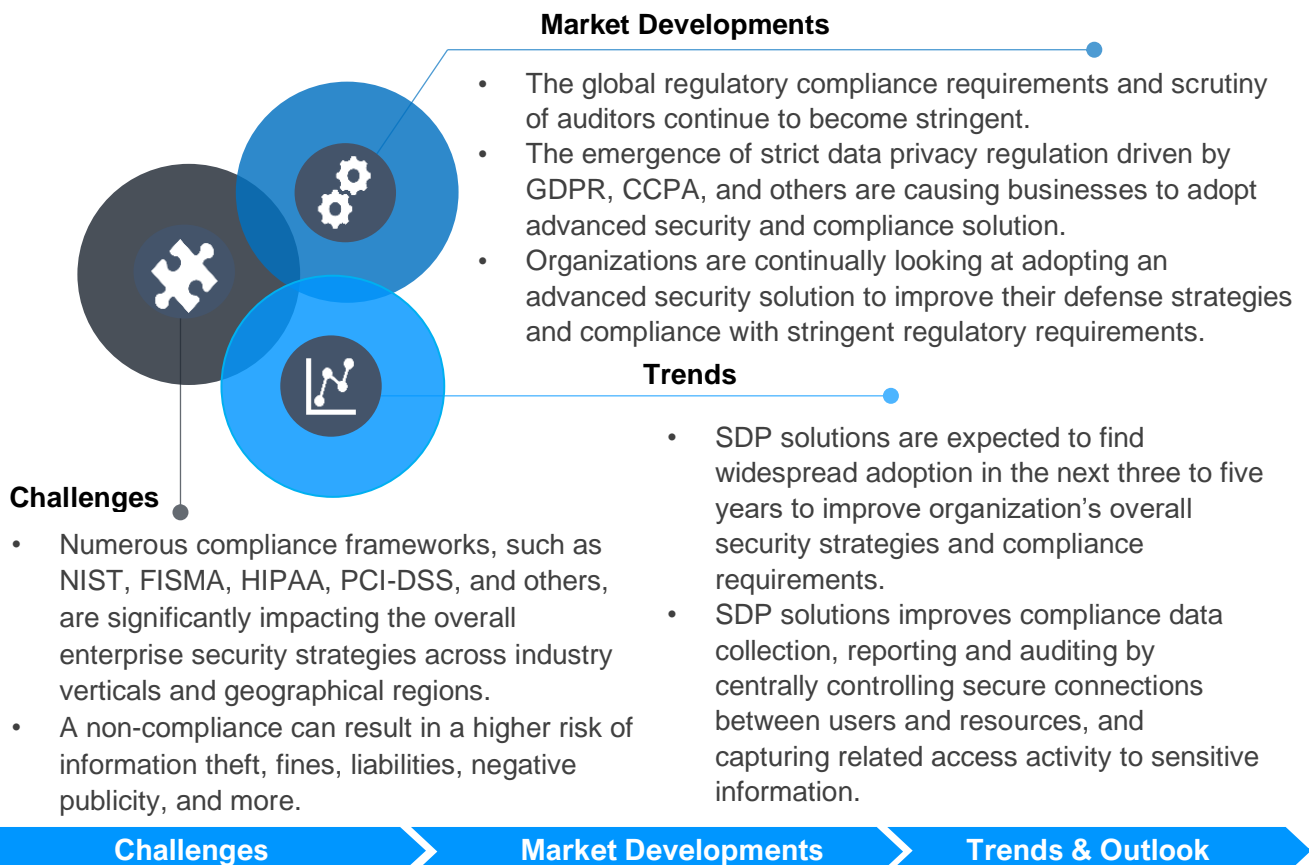 Market Developments
• The global regulatory compliance requirements and scrutiny
of auditors continue to become stringent.
• The emergence of strict data privacy regulation driven by
GDPR, CCPA, and others are causing businesses to adopt
advanced security and compliance solution.
• Organizations are continually looking at adopting an
advanced security solution to improve their defense strategies
and compliance with stringent regulatory requirements.
Trends
• SDP solutions are expected to find
widespread adoption in the next three to five
years to improve organization’s overall
security strategies and compliance
requirements.
• SDP solutions improves compliance data
collection, reporting and auditing by
centrally controlling secure connections
between users and resources, and
capturing related access activity to sensitive
information.
Challenges
• Numerous compliance frameworks, such as
NIST, FISMA, HIPAA, PCI-DSS, and others,
are significantly impacting the overall
enterprise security strategies across industry
verticals and geographical regions.
• A non-compliance can result in a higher risk of
information theft, fines, liabilities, negative
publicity, and more.
Challenges
Market Developments
Trends & Outlook